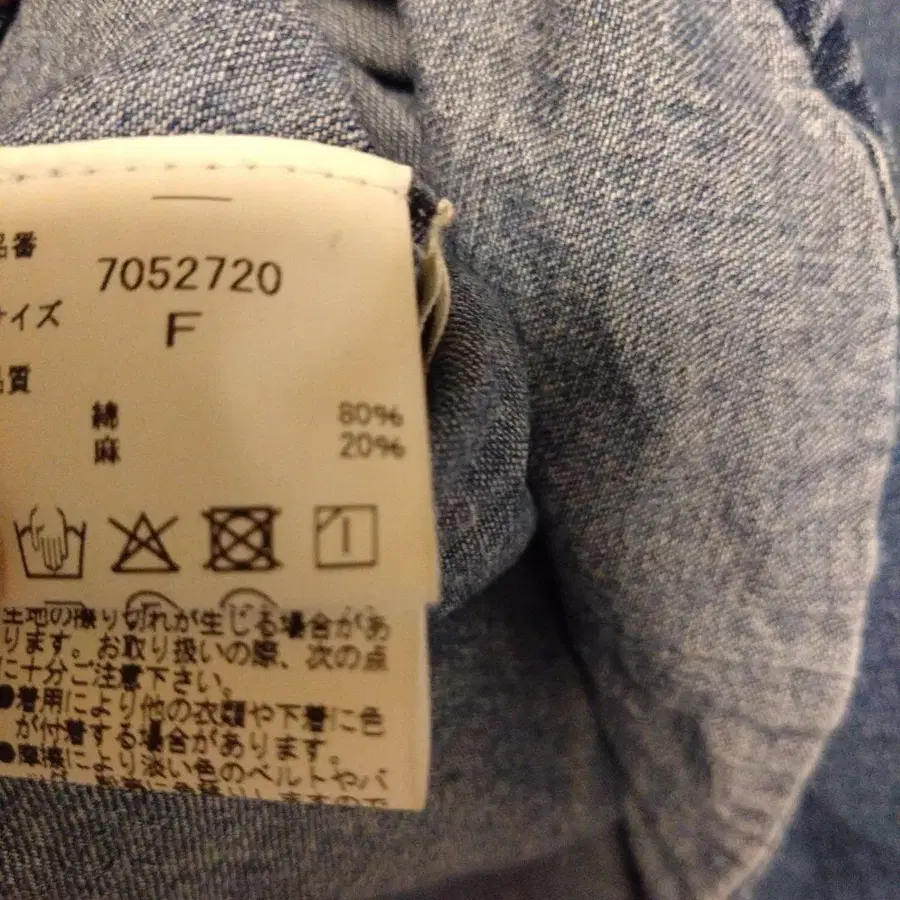 品番
7052720
サイズ
F
品質
綿 80%
麻 20%
生地の擦り切れが生じる場合があ
ります。お取り扱いの際、次の点
に十分ご注意下さい。
●着用により他の衣類や下着に色
が付着する場合があります。
●摩擦により淡い色のベルトやバ